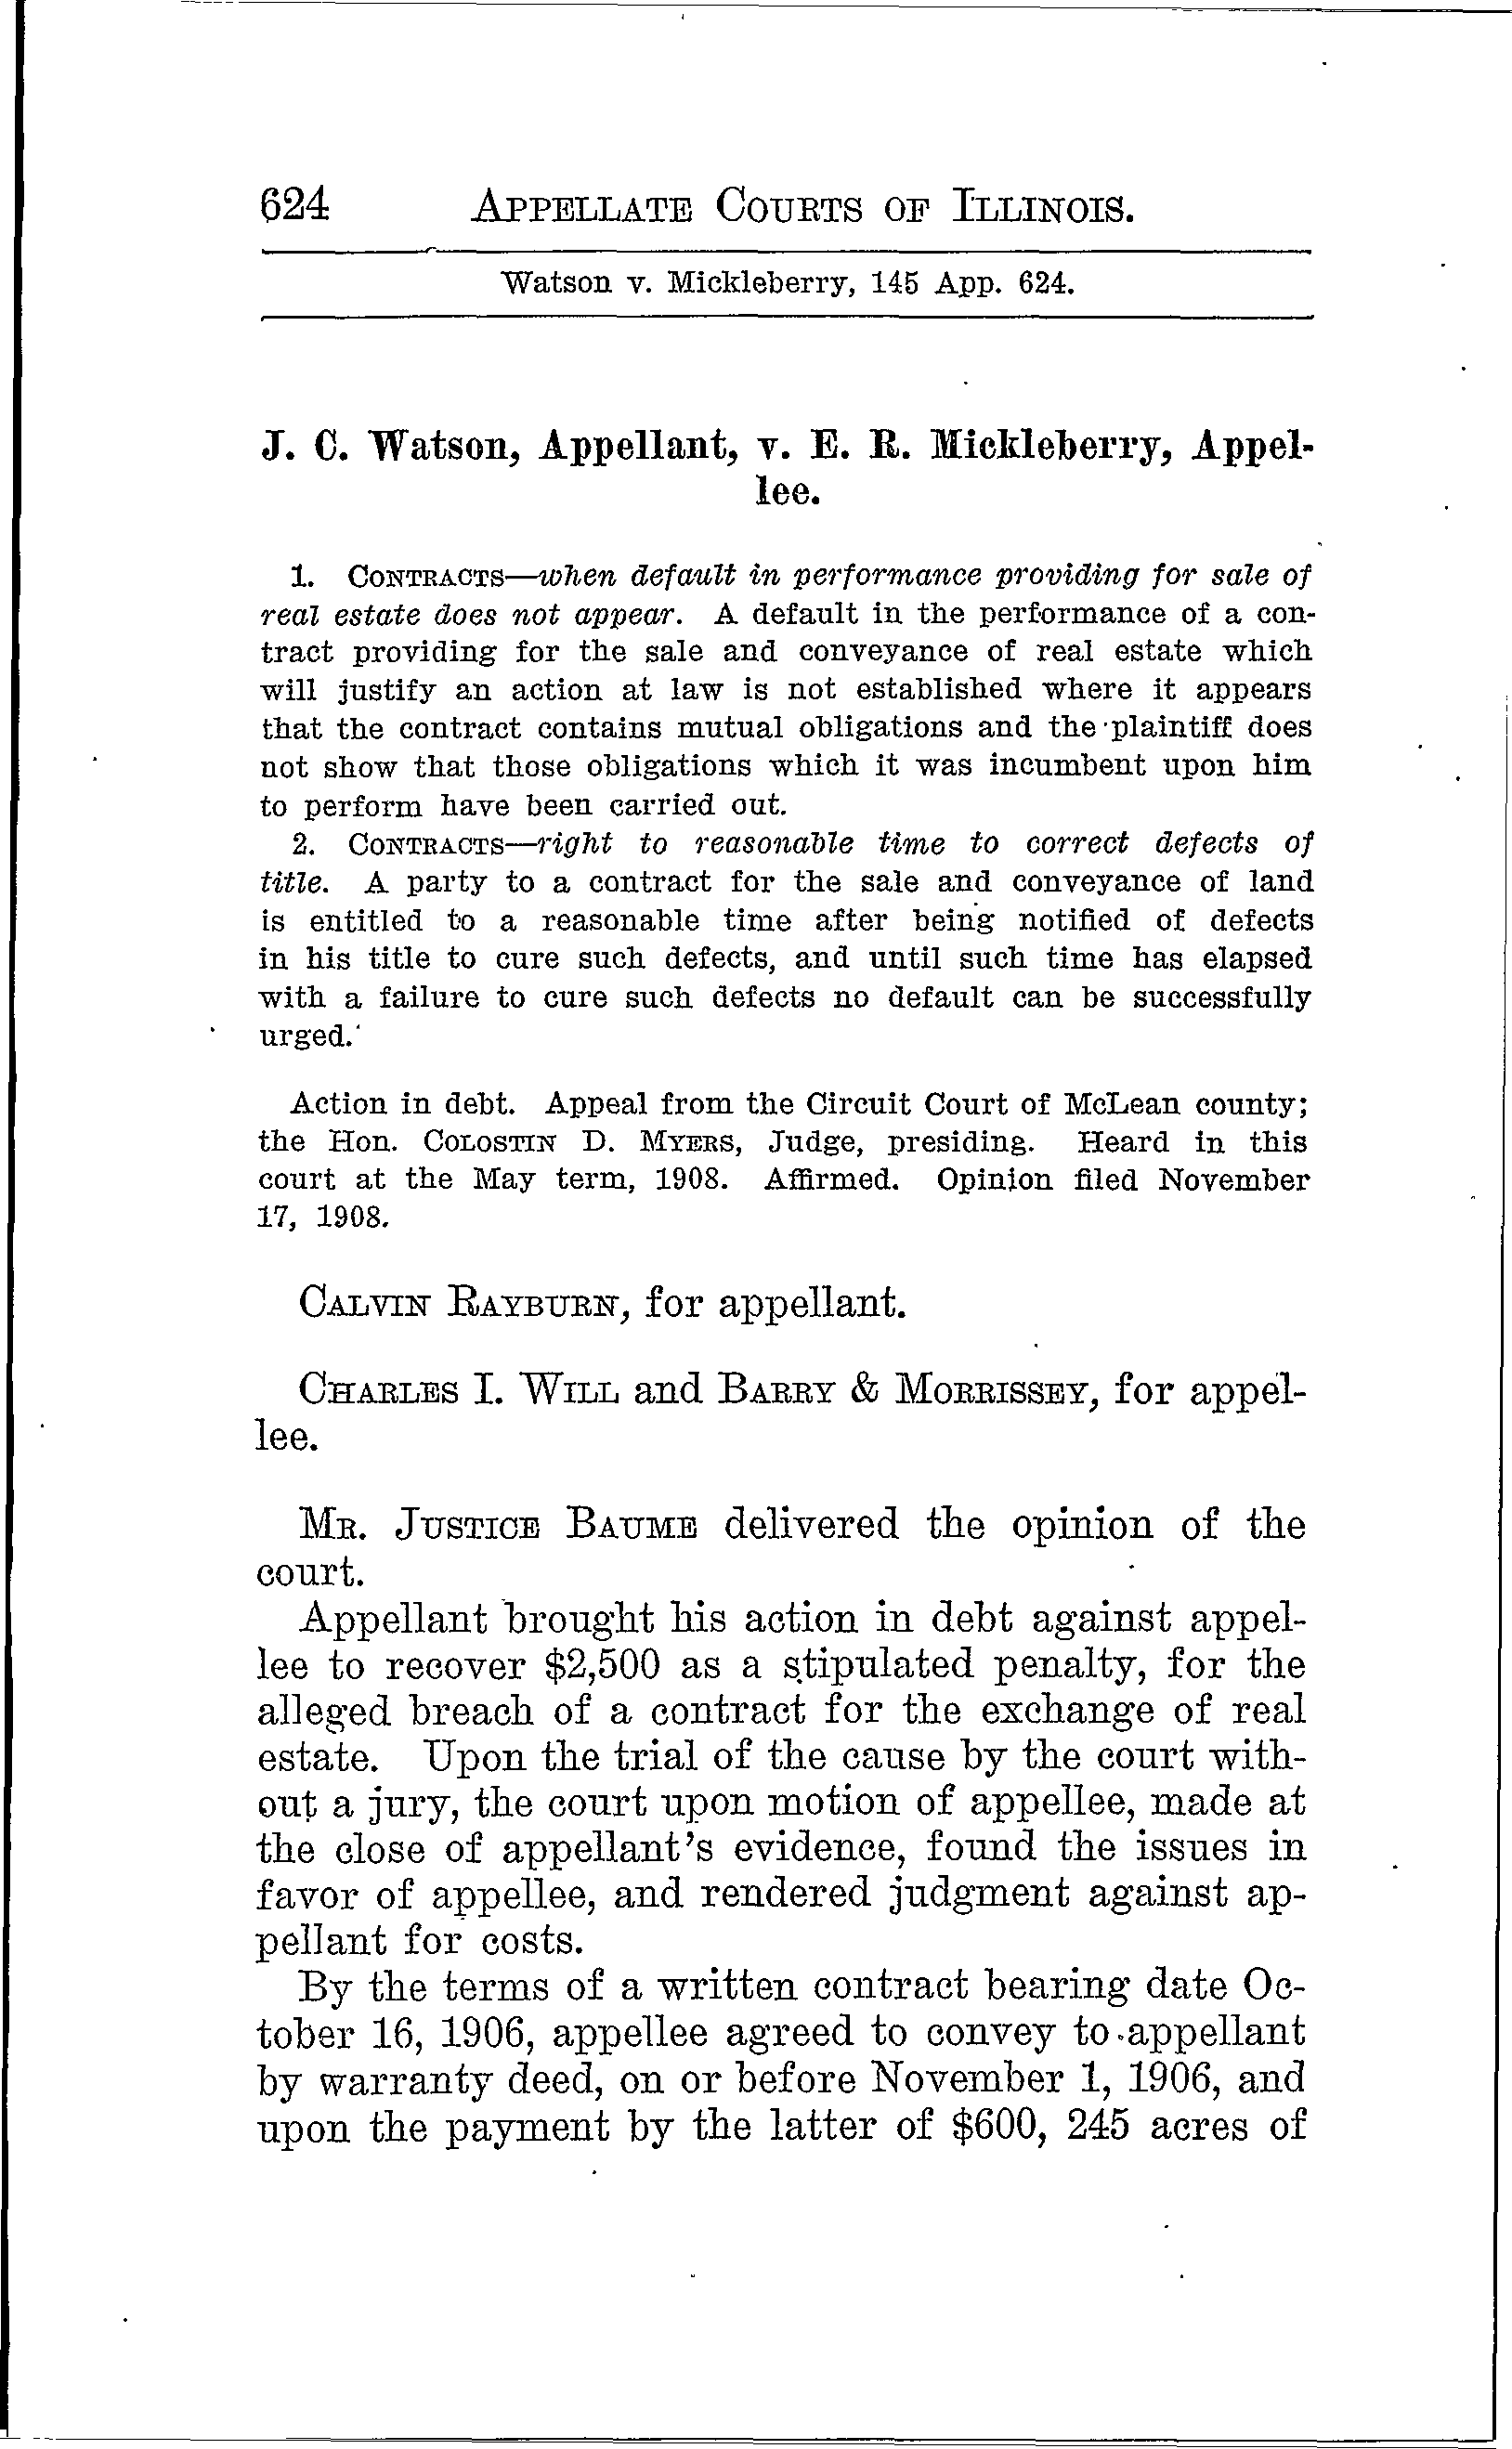 624 APPELLATE COURTS OF ILLINOIS.
Watson v. Mickleberry, 145 App. 624.
J. C. Watson, Appellant, v. E. R. Mickleberry, Appel-
lee.
1. CONTRACTS—when default in performance providing for sale of
real estate does not appear. A default in the performance of a con-
tract providing for the sale and conveyance of real estate which
will justify an action at law is not established where it appears
that the contract contains mutual obligations and the plaintiff does
not show that those obligations which it was incumbent upon him
to perform have been carried out.
2. CONTRACTS—right to reasonable time to correct defects of
title. A party to a contract for the sale and conveyance of land
is entitled to a reasonable time after being notified of defects
in his title to cure such defects, and until such time has elapsed
with a failure to cure such defects no default can be successfully
urged.
Action in debt. Appeal from the Circuit Court of McLean county;
the Hon. COLOSTIN D. MYERS, Judge, presiding. Heard in this
court at the May term, 1908. Affirmed. Opinion filed November
17, 1908.
CALVIN RAYBURN, for appellant.
CHARLES I. WILL and BARRY & MORRISSEY, for appel-
lee.
MR. JUSTICE BAUME delivered the opinion of the
court.
Appellant brought his action in debt against appel-
lee to recover $2,500 as a stipulated penalty, for the
alleged breach of a contract for the exchange of real
estate. Upon the trial of the cause by the court with-
out a jury, the court upon motion of appellee, made at
the close of appellant's evidence, found the issues in
favor of appellee, and rendered judgment against ap-
pellant for costs.
By the terms of a written contract bearing date Oc-
tober 16, 1906, appellee agreed to convey to appellant
by warranty deed, on or before November 1, 1906, and
upon the payment by the latter of $600, 245 acres of